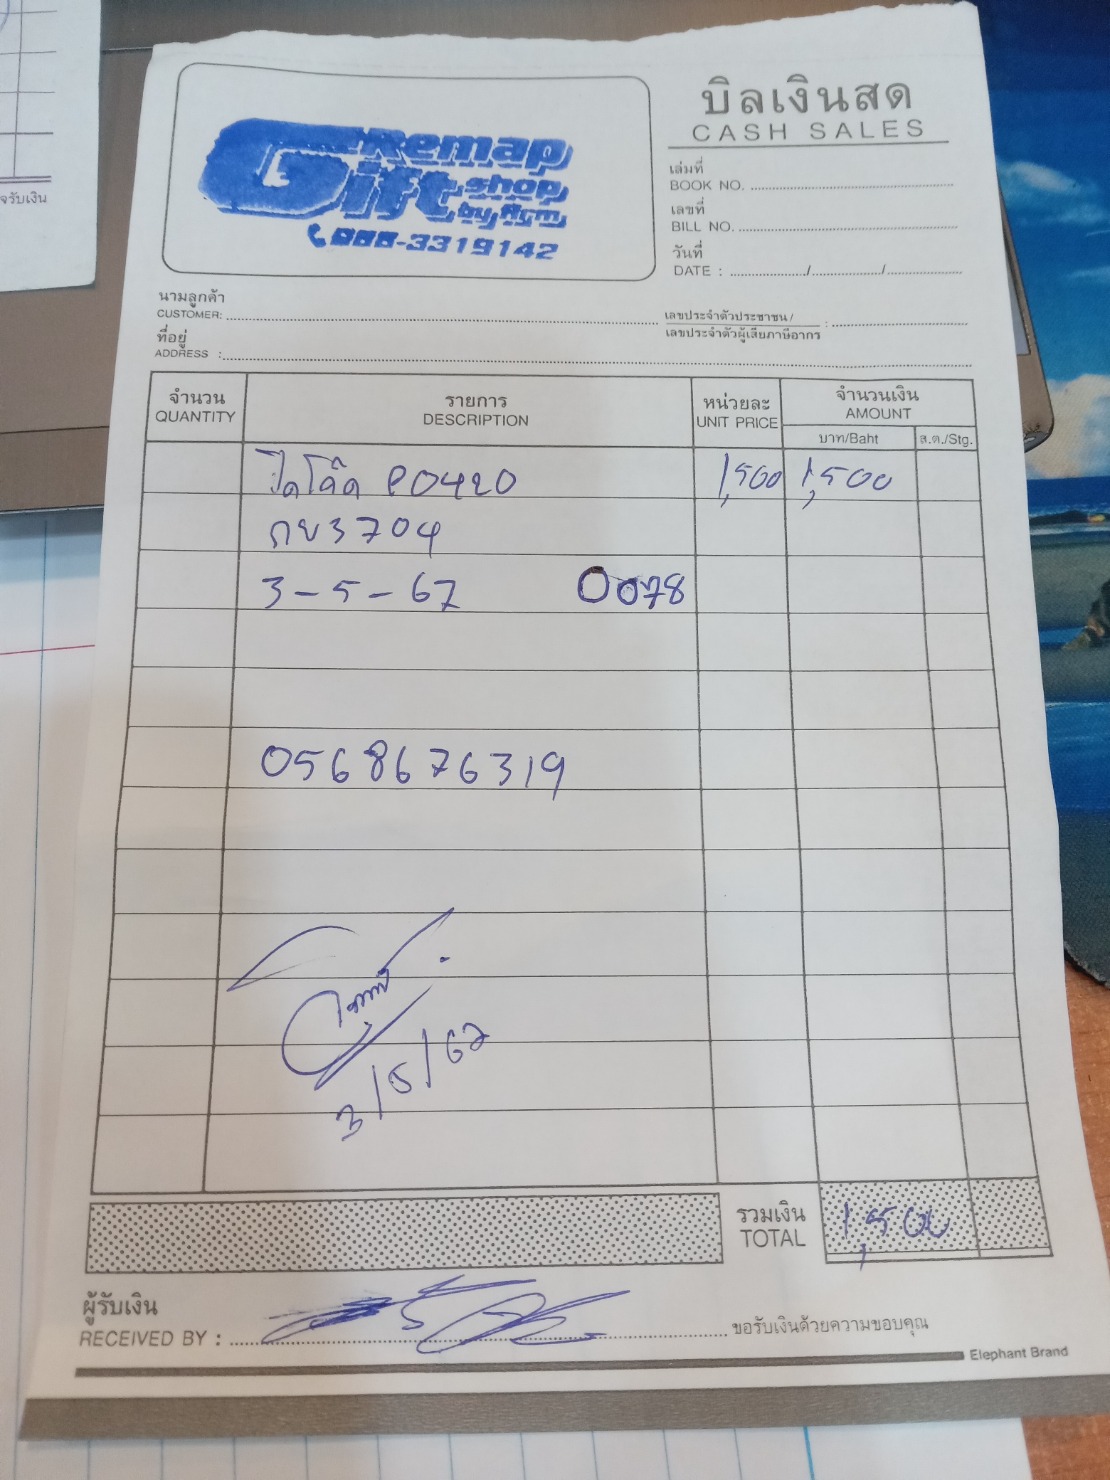 จรับเงิน
Remap
Gift shop
by Arm
088-3319142
บิลเงินสด
CASH SALES
เล่มที่
BOOK NO.
เลขที่
BILL NO.
วันที่
DATE : / /
นามลูกค้า
CUSTOMER:
เลขประจำตัวประชาชน/ :
เลขประจำตัวผู้เสียภาษีอากร
ที่อยู่
ADDRESS :
จำนวน รายการ หน่วยละ จำนวนเงิน
QUANTITY DESCRIPTION UNIT PRICE AMOUNT
บาท/Baht ส.ต./Stg.
ปิดโค๊ด P0420 1,500 1,500
กข3704
3-5-67 0078
0568676319
3/5/67
รวมเงิน
TOTAL 1,500
ผู้รับเงิน
RECEIVED BY : ขอรับเงินด้วยความขอบคุณ
Elephant Brand